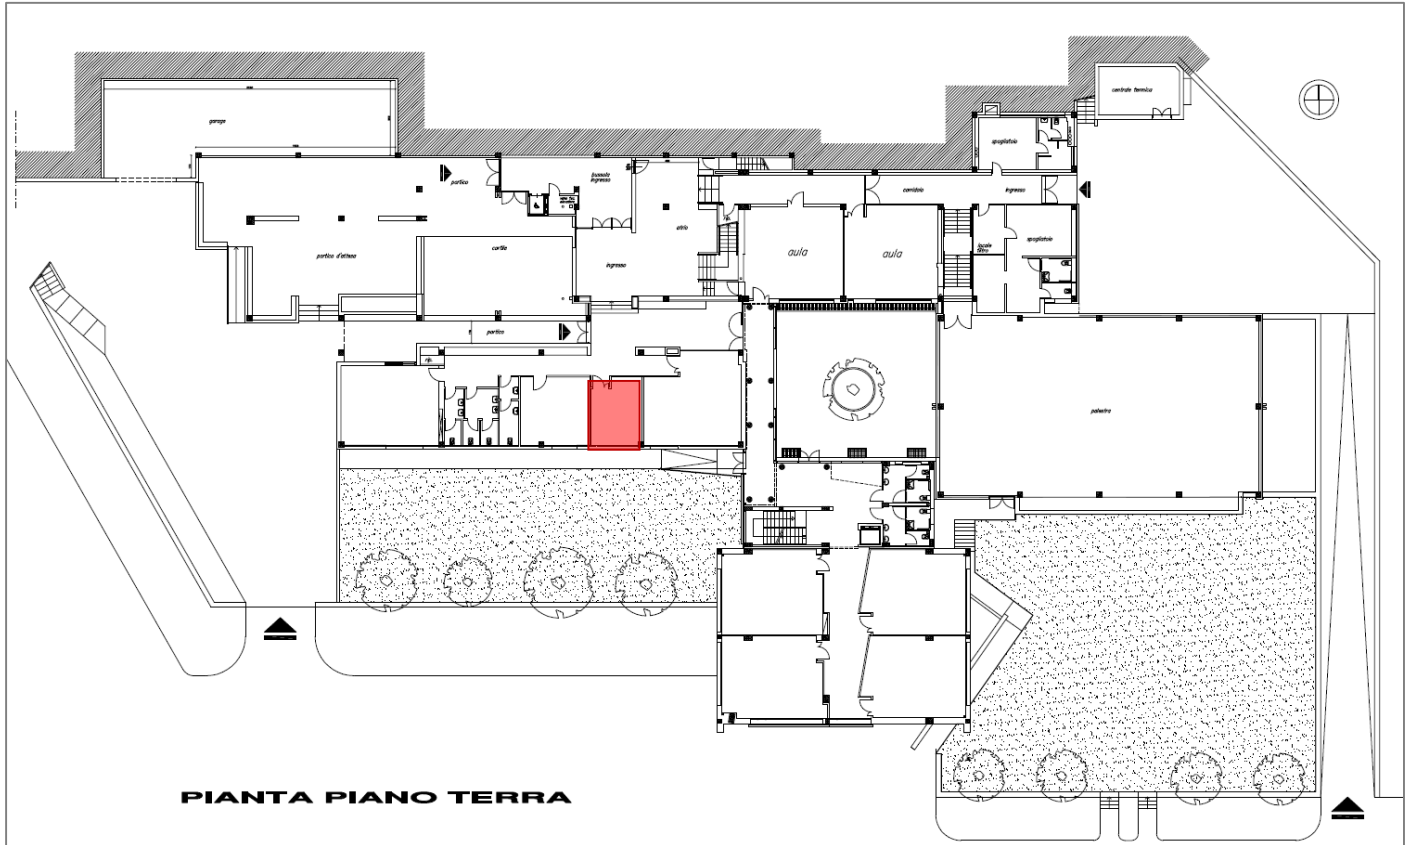 centrale termica
garage
spogliatoio
portico
bussola
ingresso
corridoio
ingresso
atrio
cortile
portico d'attesa
ingresso
aula
aula
locale
filtro
spogliatoio
portico
palestra
PIANTA PIANO TERRA